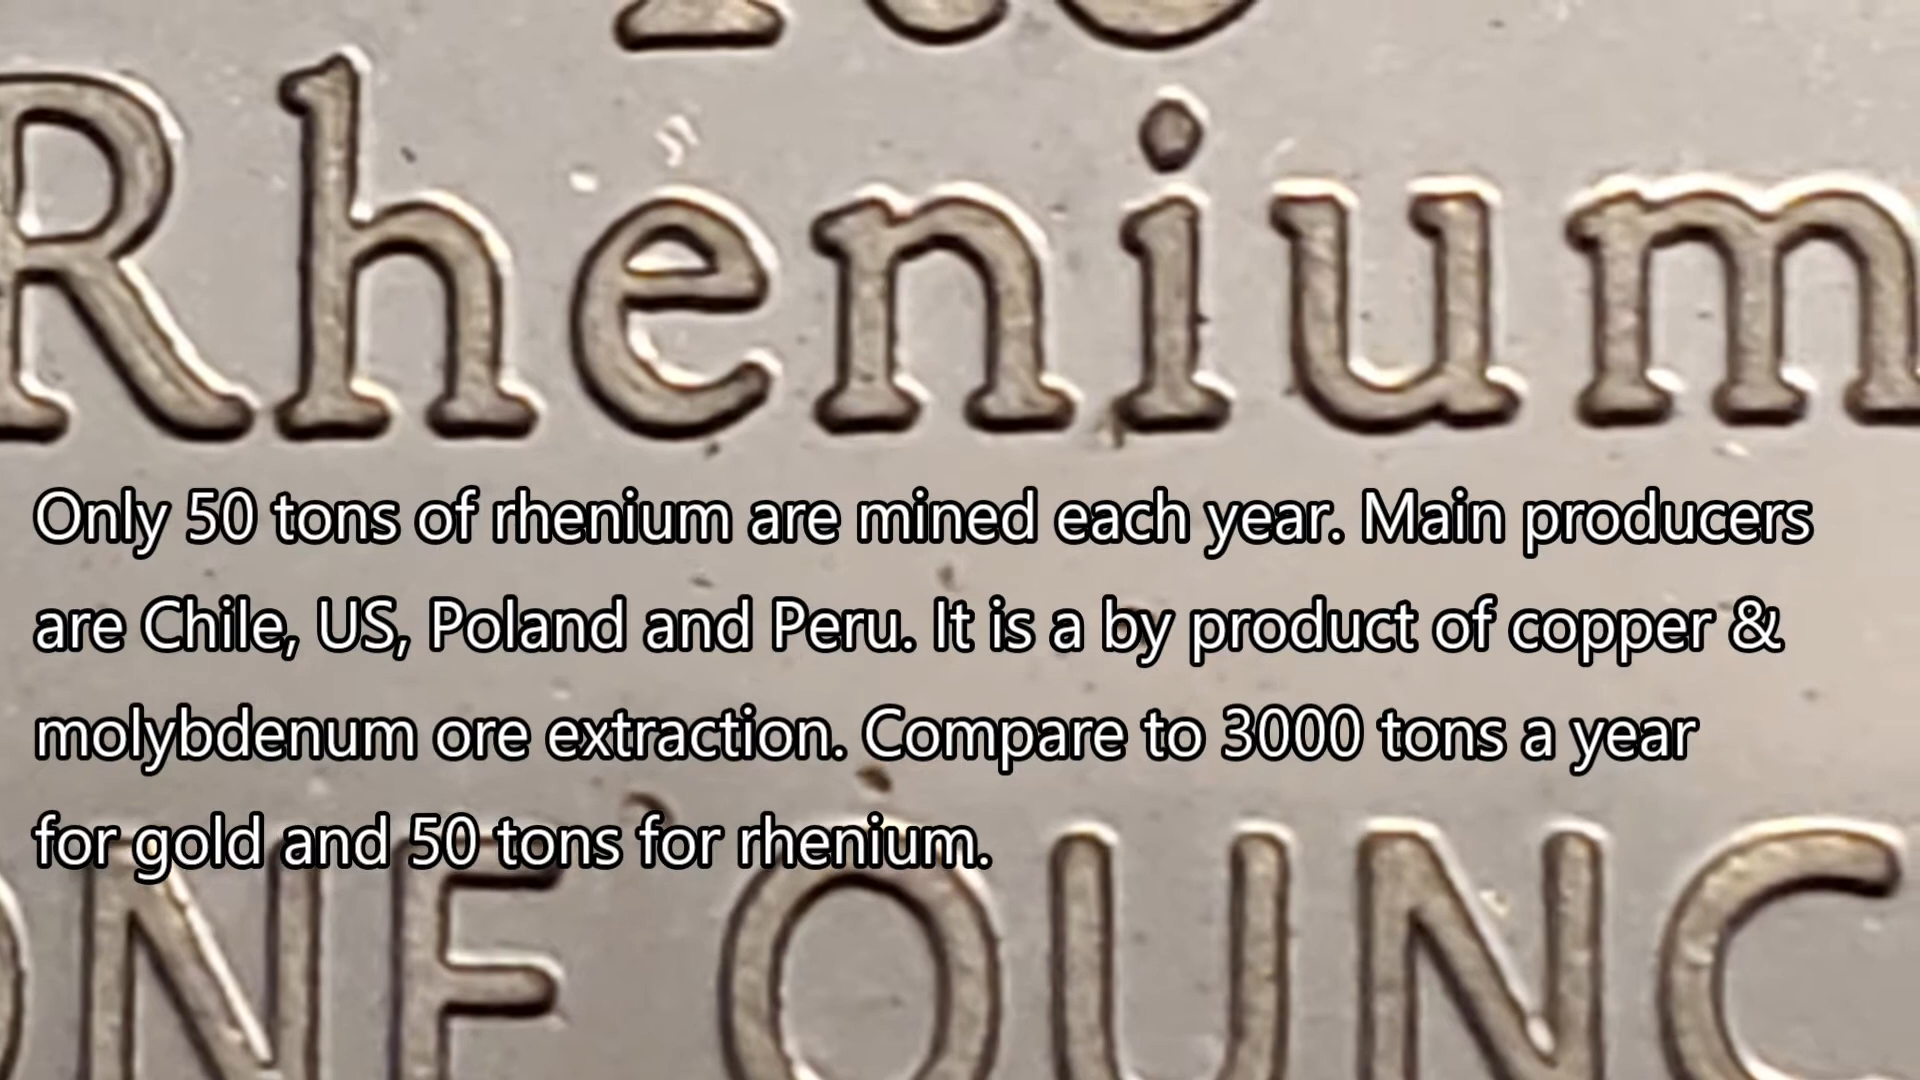 Rhenium
Only 50 tons of rhenium are mined each year. Main producers
are Chile, US, Poland and Peru. It is a by product of copper &
molybdenum ore extraction. Compare to 3000 tons a year
for gold and 50 tons for rhenium.
ONE OUNC